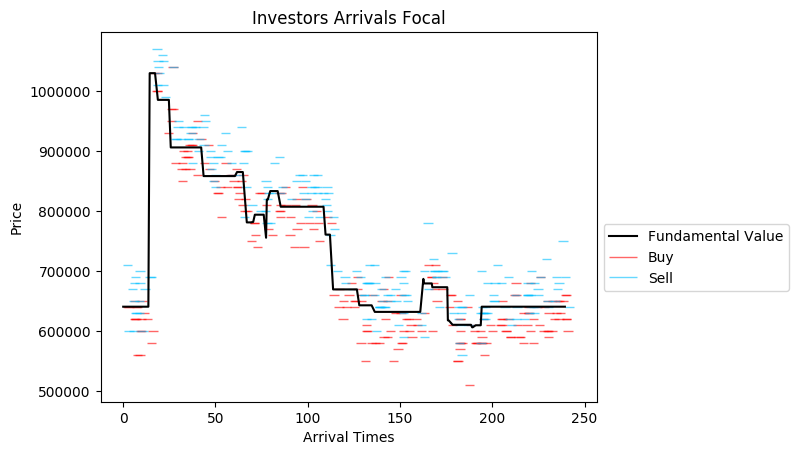 Investors Arrivals Focal
Price
1000000
900000
800000
700000
600000
500000
0 50 100 150 200 250
Arrival Times
Fundamental Value
Buy
Sell